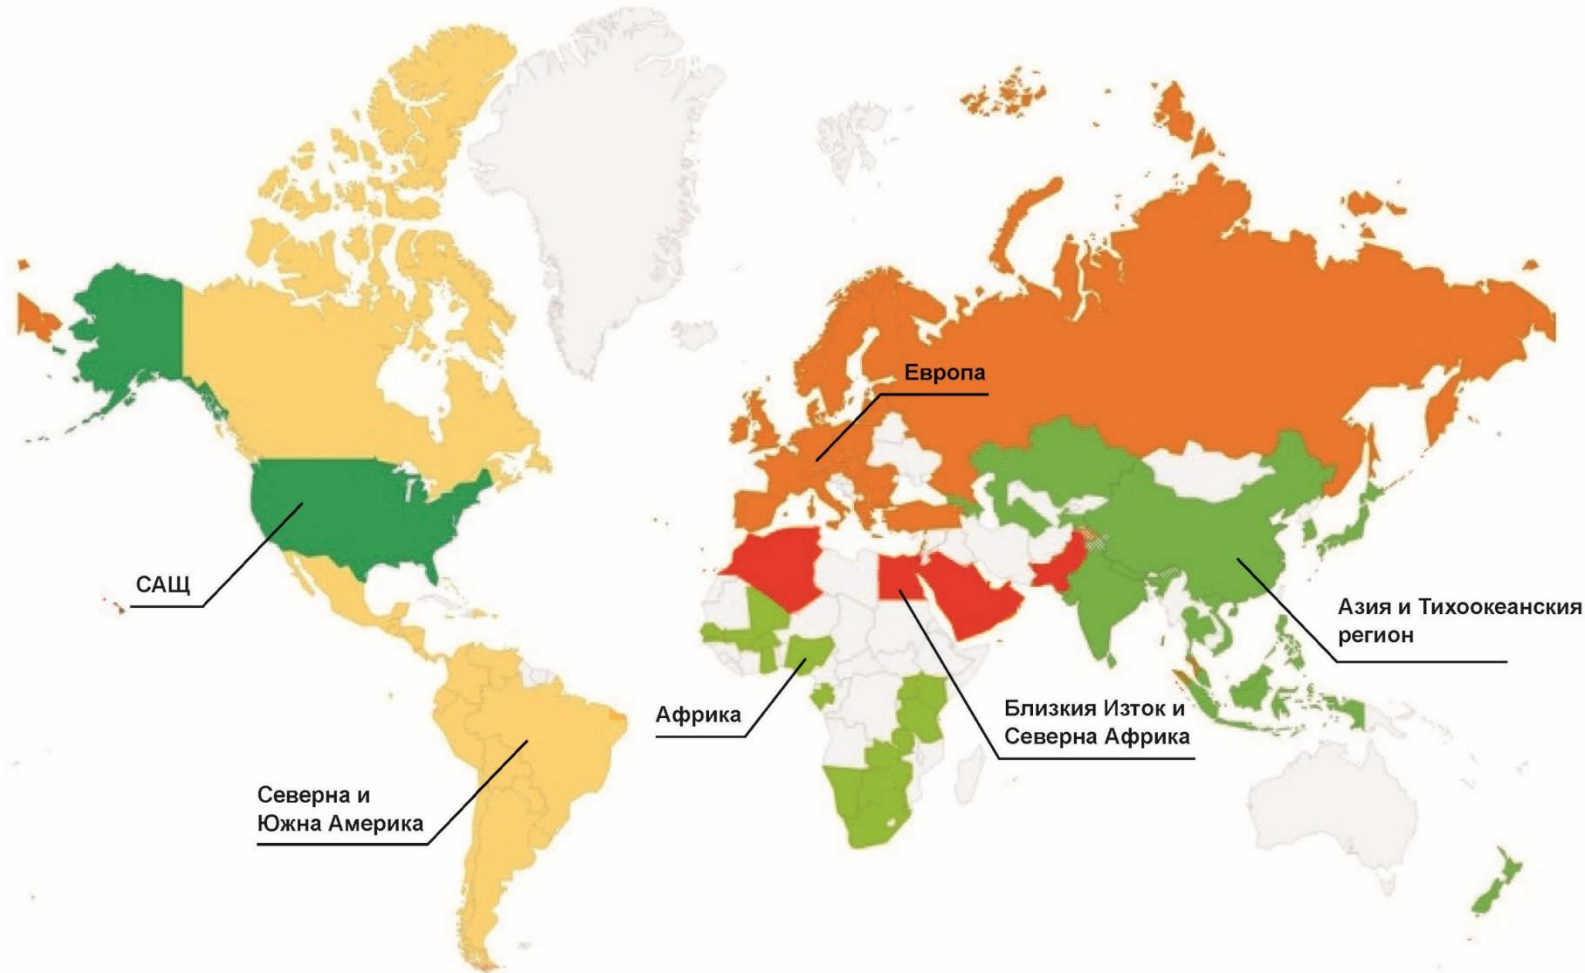 Европа
САЩ
Азия и Тихоокеанския
регион
Африка
Близкия Изток и
Северна Африка
Северна и
Южна Америка